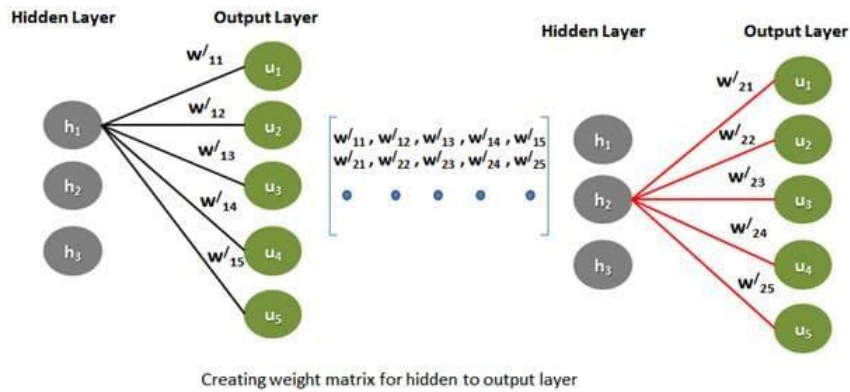 Hidden Layer
Output Layer
w/11
w/12
w/13
w/14
w/15
h1
h2
h3
u1
u2
u3
u4
u5
w/11 , w/12 , w/13 , w/14 , w/15
w/21 , w/22 , w/23 , w/24 , w/25
Hidden Layer
Output Layer
w/21
w/22
w/23
w/24
w/25
h1
h2
h3
u1
u2
u3
u4
u5
Creating weight matrix for hidden to output layer